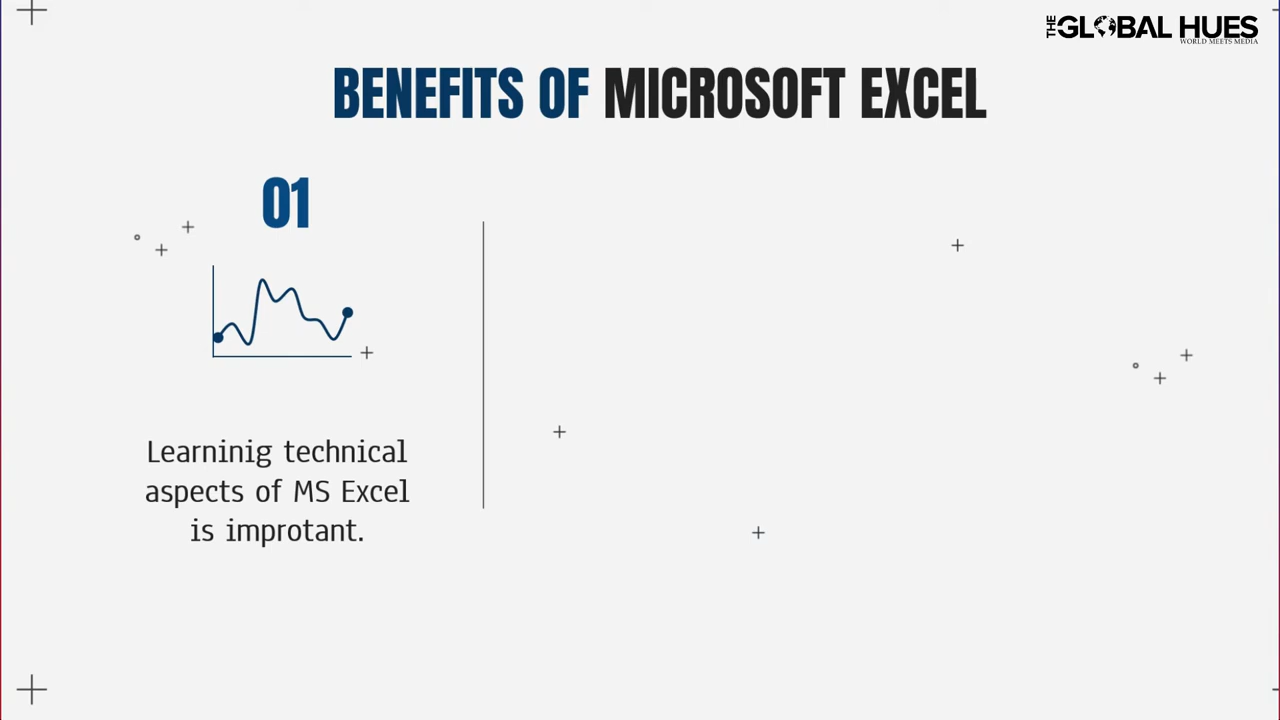 THE GLOBAL HUES
WORLD MEETS MEDIA
BENEFITS OF MICROSOFT EXCEL
01
Learninig technical
aspects of MS Excel
is improtant.